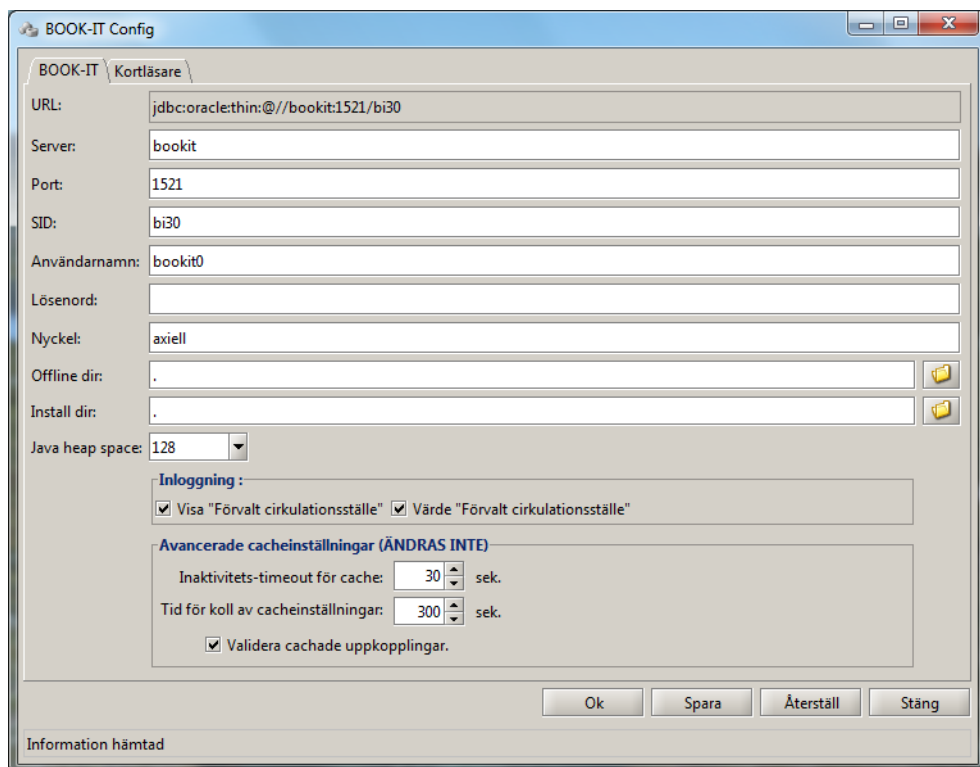 BOOK-IT Config
BOOK-IT Kortläsare
URL: jdbc:oracle:thin:@//bookit:1521/bi30
Server: bookit
Port: 1521
SID: bi30
Användarnamn: bookit0
Lösenord:
Nyckel: axiell
Offline dir: .
Install dir: .
Java heap space: 128
Inloggning :
Visa "Förvalt cirkulationsställe" Värde "Förvalt cirkulationsställe"
Avancerade cacheinställningar (ÄNDRAS INTE)
Inaktivitets-timeout för cache: 30 sek.
Tid för koll av cacheinställningar: 300 sek.
Validera cachade uppkopplingar.
Ok Spara Återställ Stäng
Information hämtad